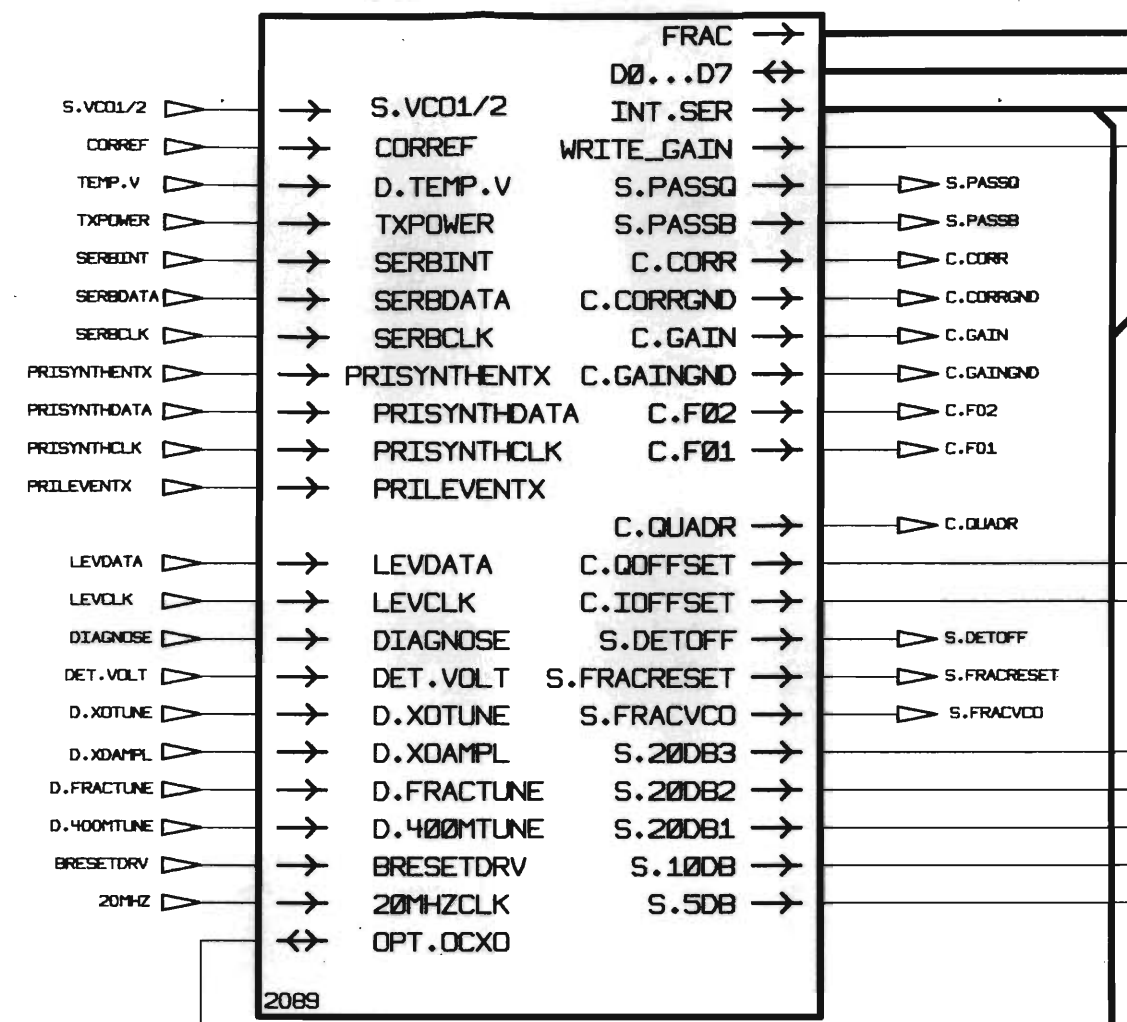 FRAC
D0...D7
S.VCO1/2 S.VCO1/2 INT.SER
CORREF CORREF WRITE_GAIN
TEMP.V D.TEMP.V S.PASSQ S.PASSQ
TXPOWER TXPOWER S.PASSB S.PASSB
SERBINT SERBINT C.CORR C.CORR
SERBDATA SERBDATA C.CORRGND C.CORRGND
SERBCLK SERBCLK C.GAIN C.GAIN
PRISYNTHENTX PRISYNTHENTX C.GAINGND C.GAINGND
PRISYNTHDATA PRISYNTHDATA C.F02 C.F02
PRISYNTHCLK PRISYNTHCLK C.F01 C.F01
PRILEVENTX PRILEVENTX
C.QUADR C.QUADR
LEVDATA LEVDATA C.QOFFSET
LEVCLK LEVCLK C.IOFFSET
DIAGNOSE DIAGNOSE S.DETOFF S.DETOFF
DET.VOLT DET.VOLT S.FRACRESET S.FRACRESET
D.XOTUNE D.XOTUNE S.FRACVCO S.FRACVCO
D.XOAMPL D.XOAMPL S.20DB3
D.FRACTUNE D.FRACTUNE S.20DB2
D.400MTUNE D.400MTUNE S.20DB1
BRESETDRV BRESETDRV S.10DB
20MHZ 20MHZCLK S.5DB
OPT.OCXO
2089